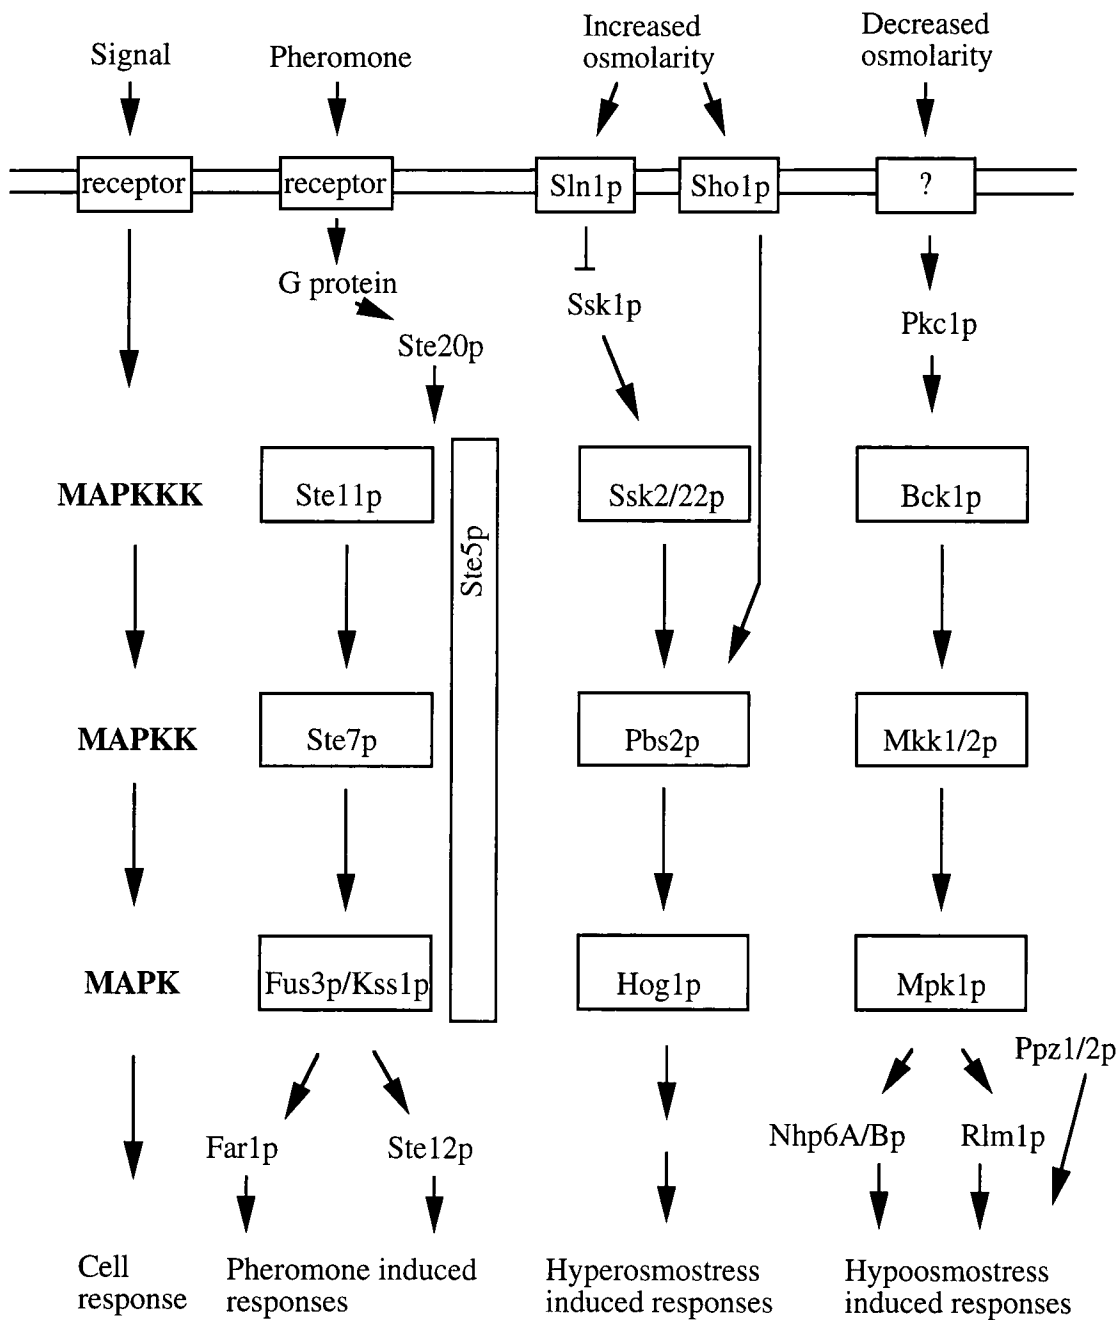 Signal
Pheromone
Increased
osmolarity
Decreased
osmolarity
receptor
receptor
Sln1p
Sho1p
?
G protein
Ssk1p
Pkc1p
Ste20p
MAPKKK
Ste11p
Ste5p
Ssk2/22p
Bck1p
MAPKK
Ste7p
Pbs2p
Mkk1/2p
MAPK
Fus3p/Kss1p
Hog1p
Mpk1p
Ppz1/2p
Far1p
Ste12p
Nhp6A/Bp
Rlm1p
Cell
response
Pheromone induced
responses
Hyperosmostress
induced responses
Hypoosmostress
induced responses